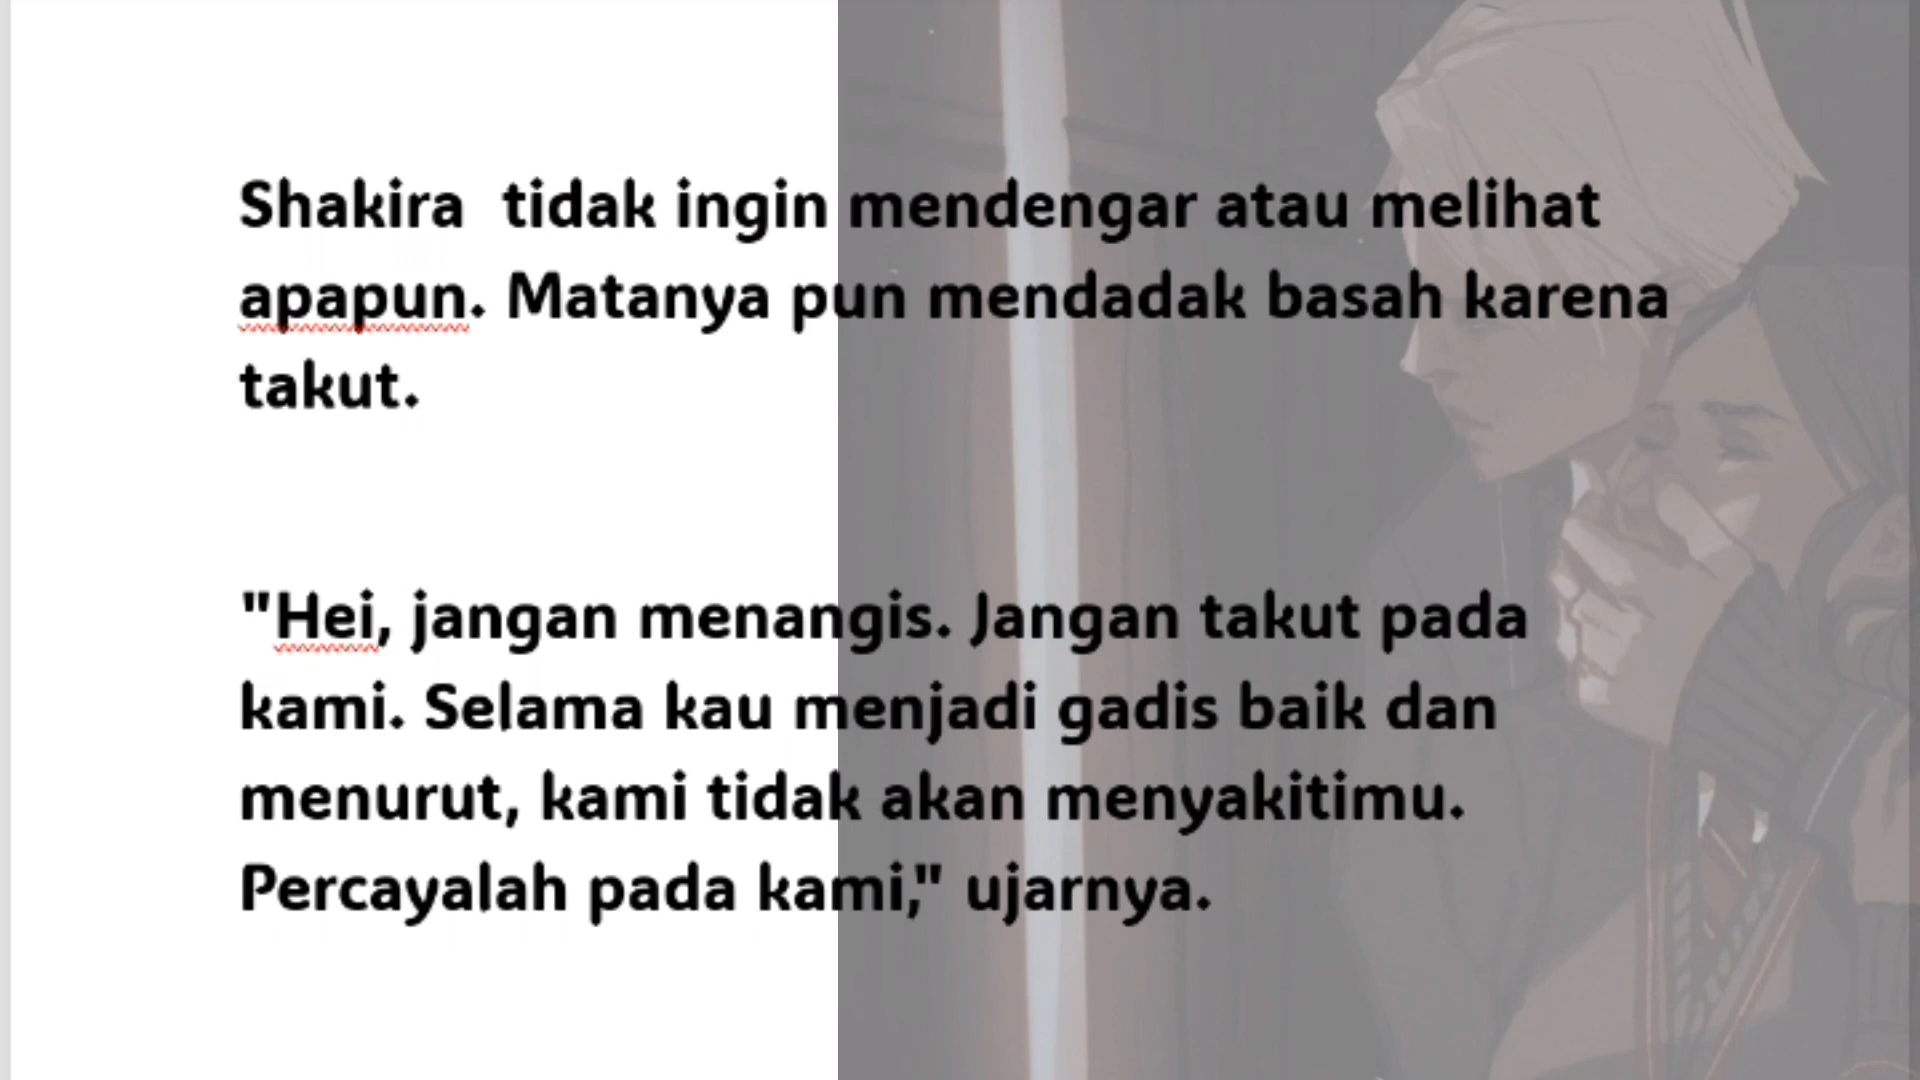 Shakira  tidak ingin mendengar atau melihat
apapun. Matanya pun mendadak basah karena
takut.
"Hei, jangan menangis. Jangan takut pada
kami. Selama kau menjadi gadis baik dan
menurut, kami tidak akan menyakitimu.
Percayalah pada kami," ujarnya.